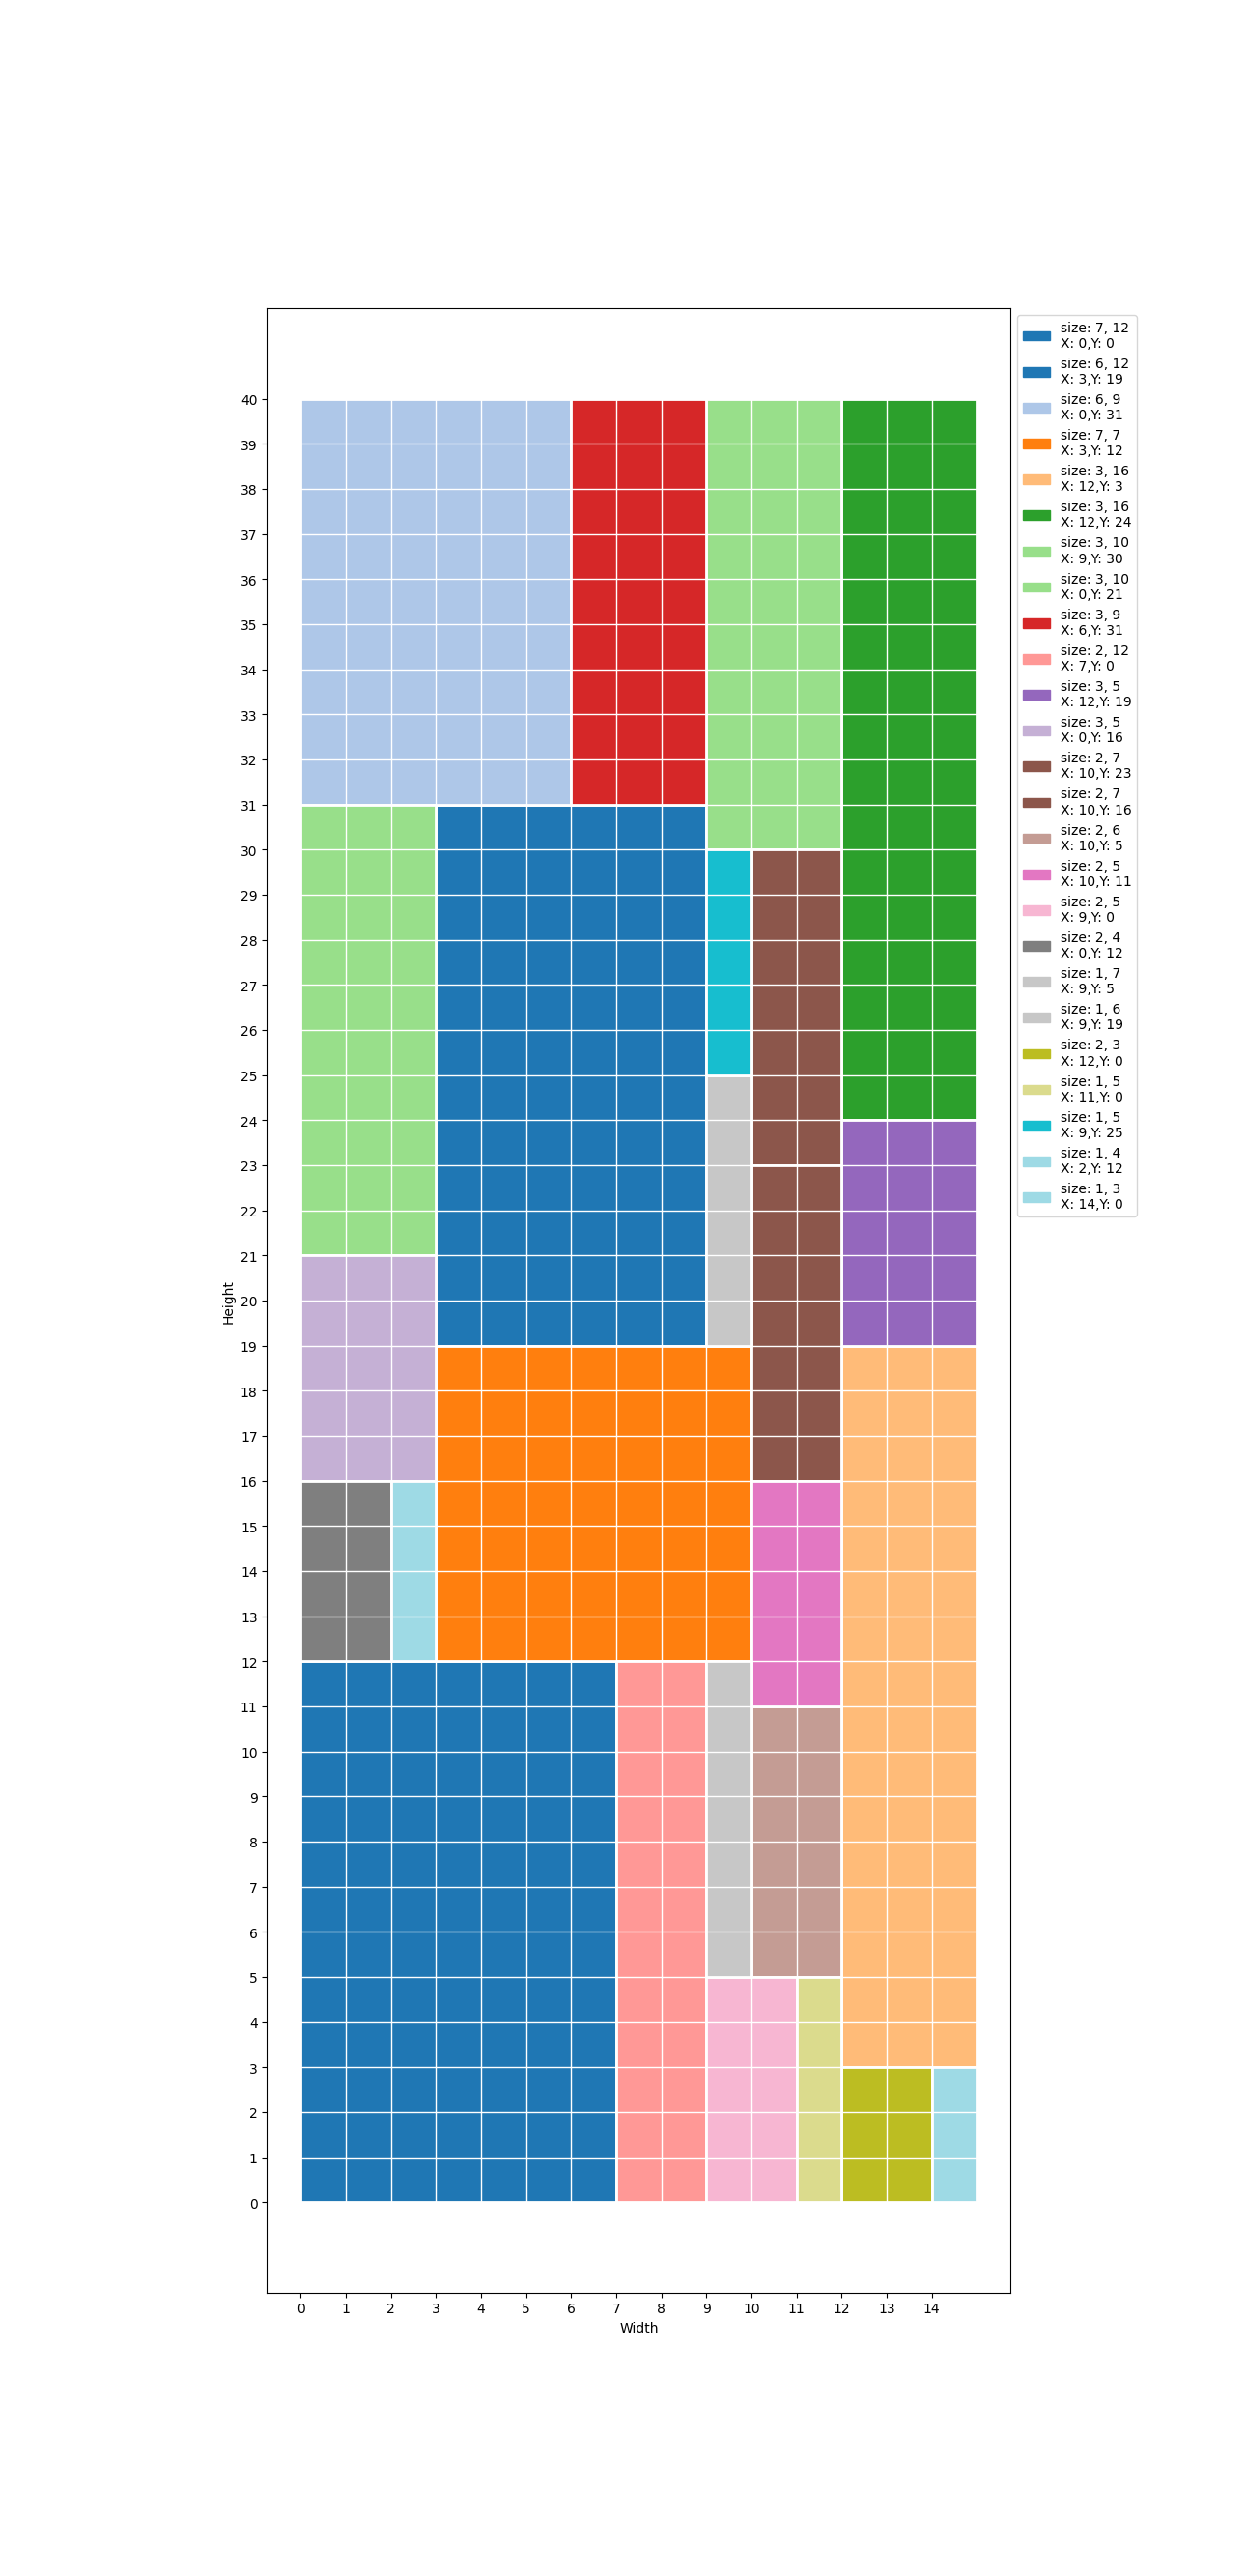 size: 7, 12
X: 0,Y: 0
size: 6, 12
X: 3,Y: 19
size: 6, 9
X: 0,Y: 31
size: 7, 7
X: 3,Y: 12
size: 3, 16
X: 12,Y: 3
size: 3, 16
X: 12,Y: 24
size: 3, 10
X: 9,Y: 30
size: 3, 10
X: 0,Y: 21
size: 3, 9
X: 6,Y: 31
size: 2, 12
X: 7,Y: 0
size: 3, 5
X: 12,Y: 19
size: 3, 5
X: 0,Y: 16
size: 2, 7
X: 10,Y: 23
size: 2, 7
X: 10,Y: 16
size: 2, 6
X: 10,Y: 5
size: 2, 5
X: 10,Y: 11
size: 2, 5
X: 9,Y: 0
size: 2, 4
X: 0,Y: 12
size: 1, 7
X: 9,Y: 5
size: 1, 6
X: 9,Y: 19
size: 2, 3
X: 12,Y: 0
size: 1, 5
X: 11,Y: 0
size: 1, 5
X: 9,Y: 25
size: 1, 4
X: 2,Y: 12
size: 1, 3
X: 14,Y: 0
40
39
38
37
36
35
34
33
32
31
30
29
28
27
26
25
24
23
22
21
20
19
18
17
16
15
14
13
12
11
10
9
8
7
6
5
4
3
2
1
0
Height
0 1 2 3 4 5 6 7 8 9 10 11 12 13 14
Width